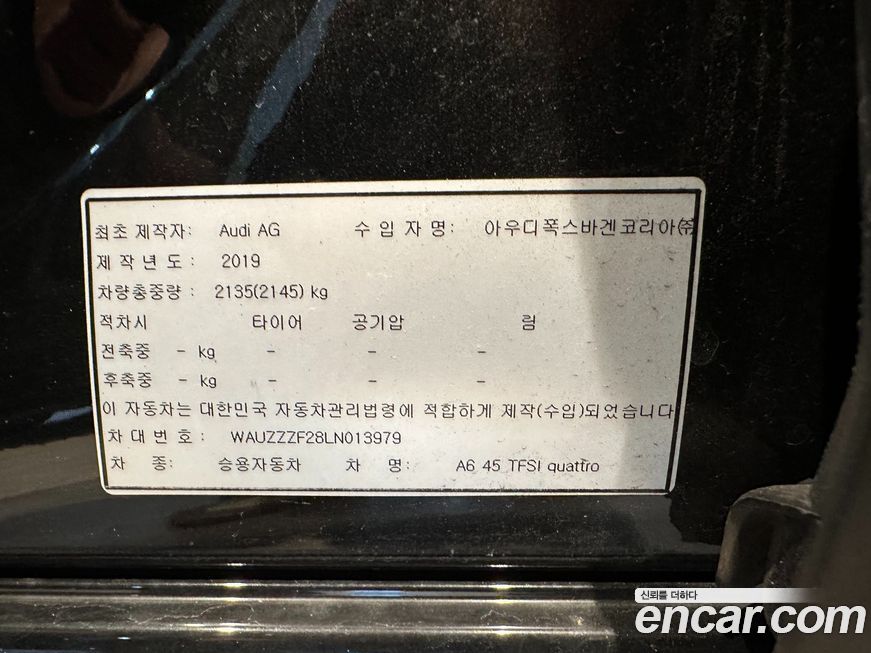 최초 제작자: Audi AG 수 입 자 명: 아우디폭스바겐코리아㈜
제 작 년 도 : 2019
차량총중량 : 2135(2145) kg
적차시 타이어 공기압 림
전축중 - kg - - -
후축중 - kg - - -
이 자동차는 대한민국 자동차관리법령에 적합하게 제작(수입)되었습니다
차 대 번 호 : WAUZZZF28LN013979
차 종: 승용자동차 차 명: A6 45 TFSI quattro
신뢰를 더하다
encar.com